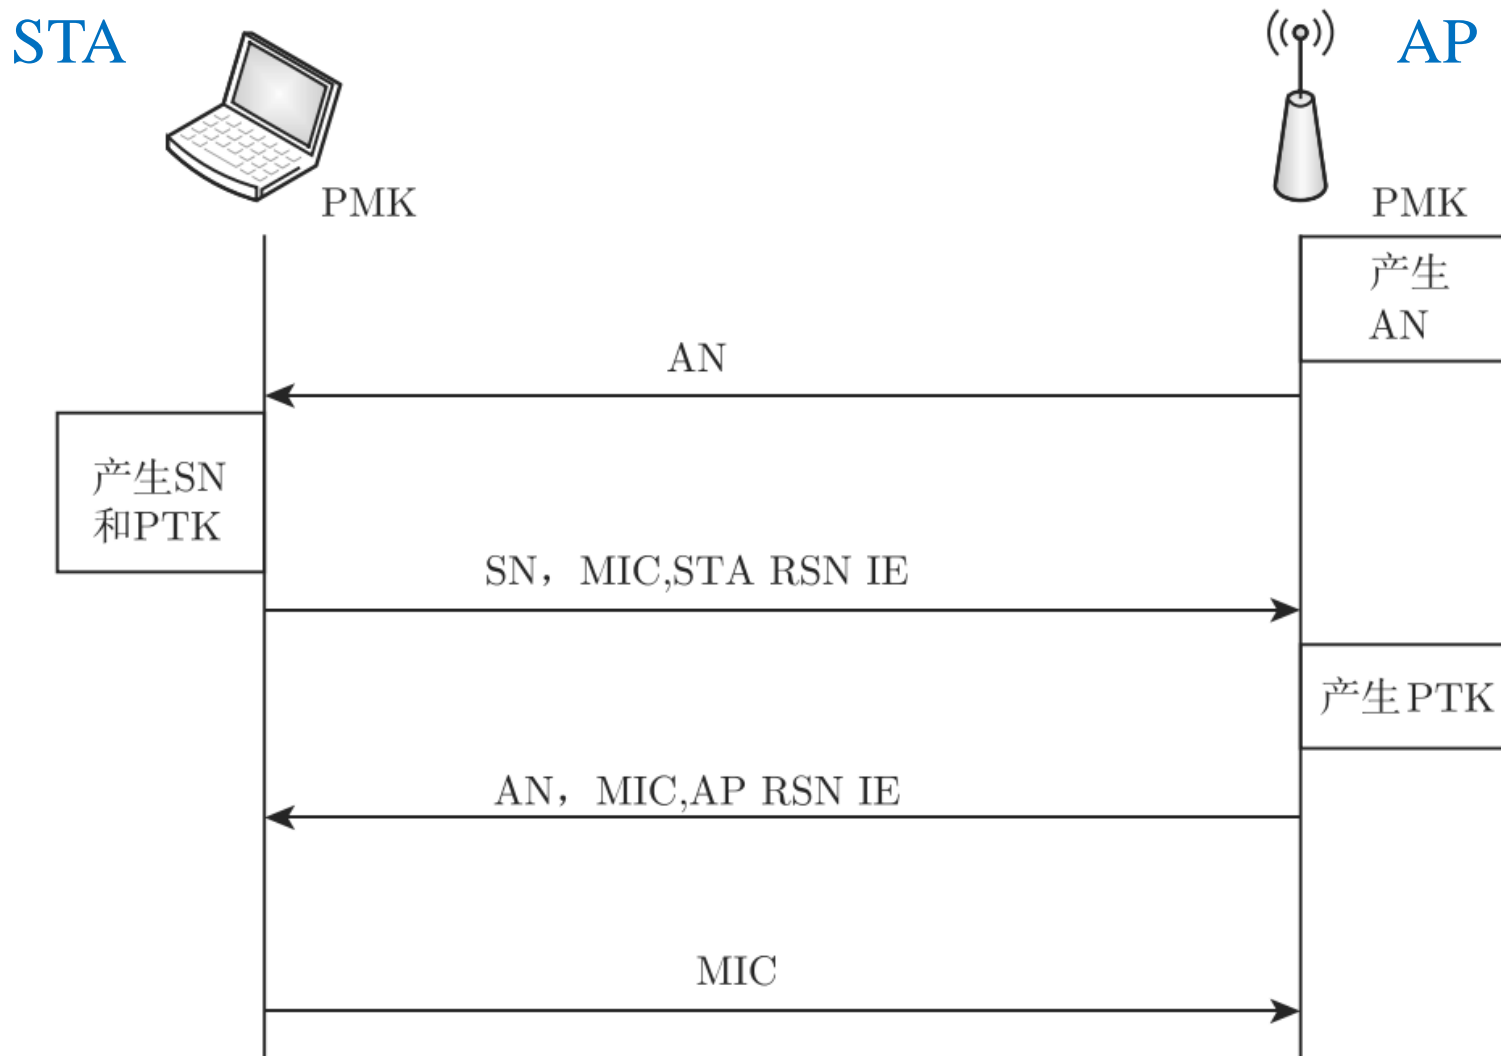 STA
AP
PMK
PMK
产生
AN
AN
产生SN
和PTK
SN，MIC,STA RSN IE
产生PTK
AN，MIC,AP RSN IE
MIC